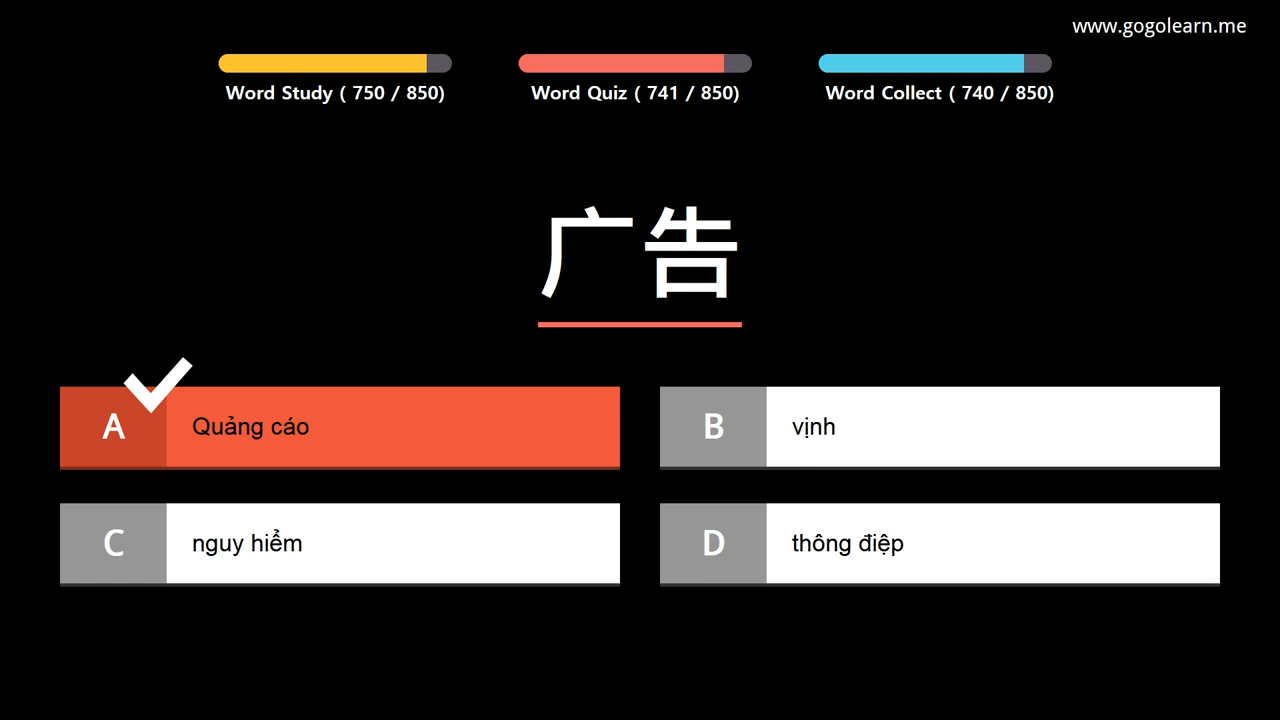 www.gogolearn.me
Word Study ( 750 / 850)
Word Quiz ( 741 / 850)
Word Collect ( 740 / 850)
广告
A Quảng cáo
B vịnh
C nguy hiểm
D thông điệp